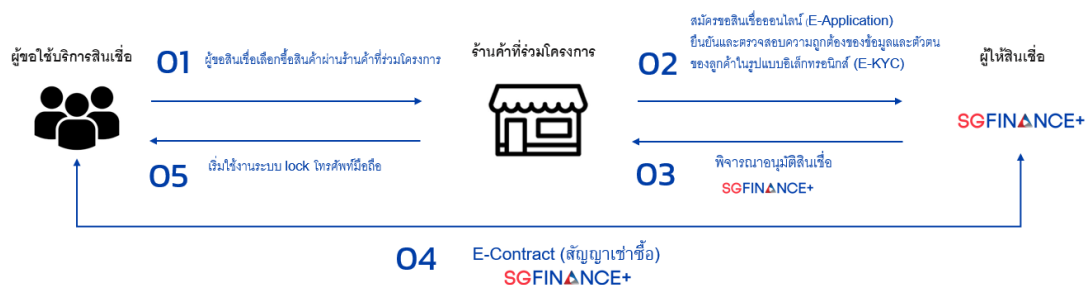 ผู้ขอใช้บริการสินเชื่อ
01
ผู้ขอสินเชื่อเลือกซื้อสินค้าผ่านร้านค้าที่ร่วมโครงการ
ร้านค้าที่ร่วมโครงการ
02
สมัครขอสินเชื่อออนไลน์ (E-Application)
ยืนยันและตรวจสอบความถูกต้องของข้อมูลและตัวตน
ของลูกค้าในรูปแบบอิเล็กทรอนิกส์ (E-KYC)
ผู้ให้สินเชื่อ
SGFINANCE+
05
เริ่มใช้งานระบบ lock โทรศัพท์มือถือ
03
พิจารณาอนุมัติสินเชื่อ
SGFINANCE+
04
E-Contract (สัญญาเช่าซื้อ)
SGFINANCE+